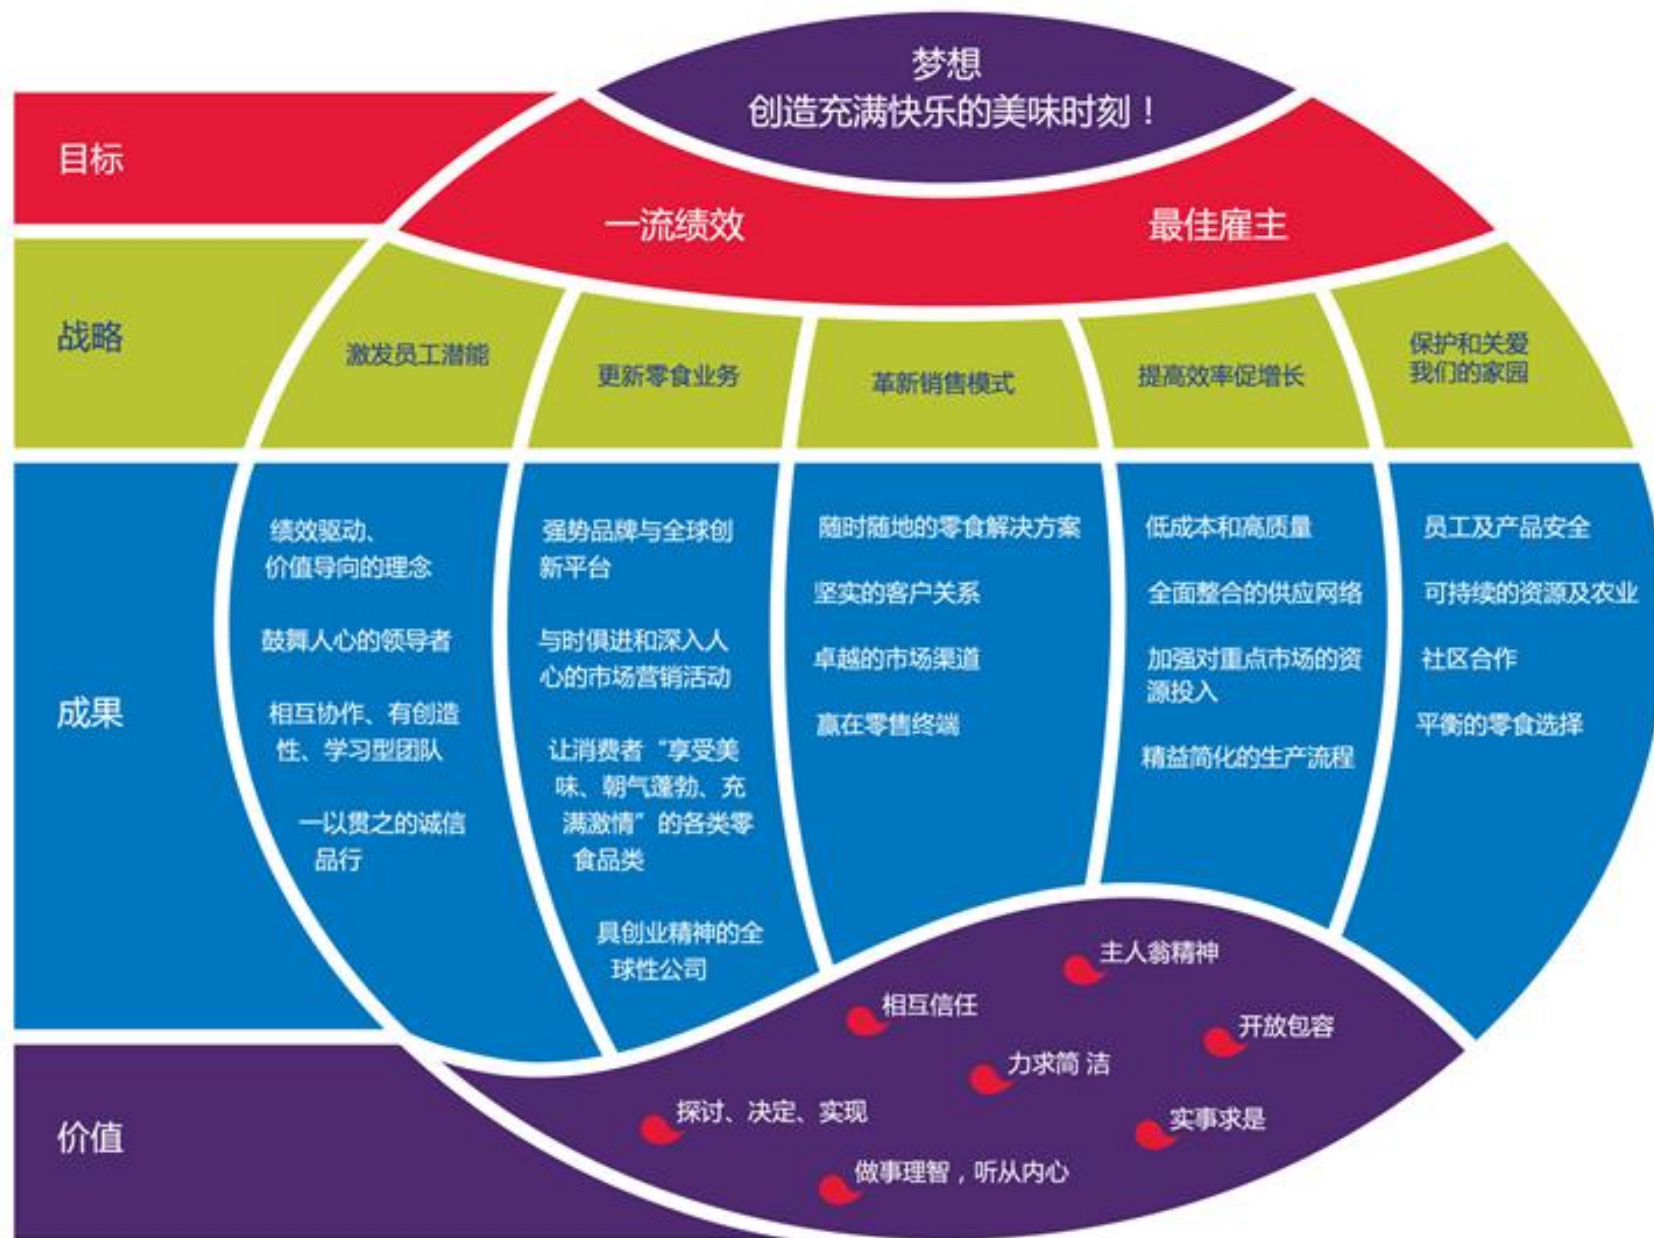 梦想
创造充满快乐的美味时刻！
目标
一流绩效
最佳雇主
战略
激发员工潜能
更新零食业务
革新销售模式
提高效率促增长
保护和关爱
我们的家园
成果
绩效驱动、
价值导向的理念
鼓舞人心的领导者
相互协作、有创造
性、学习型团队
一以贯之的诚信
品行
强势品牌与全球创
新平台
与时俱进和深入人
心的市场营销活动
让消费者“享受美
味、朝气蓬勃、充
满激情”的各类零
食品类
具创业精神的全
球性公司
随时随地的零食解决方案
坚实的客户关系
卓越的市场渠道
赢在零售终端
低成本和高质量
全面整合的供应网络
加强对重点市场的资
源投入
精益简化的生产流程
员工及产品安全
可持续的资源及农业
社区合作
平衡的零食选择
价值
主人翁精神
相互信任
开放包容
力求简 洁
探讨、决定、实现
实事求是
做事理智，听从内心